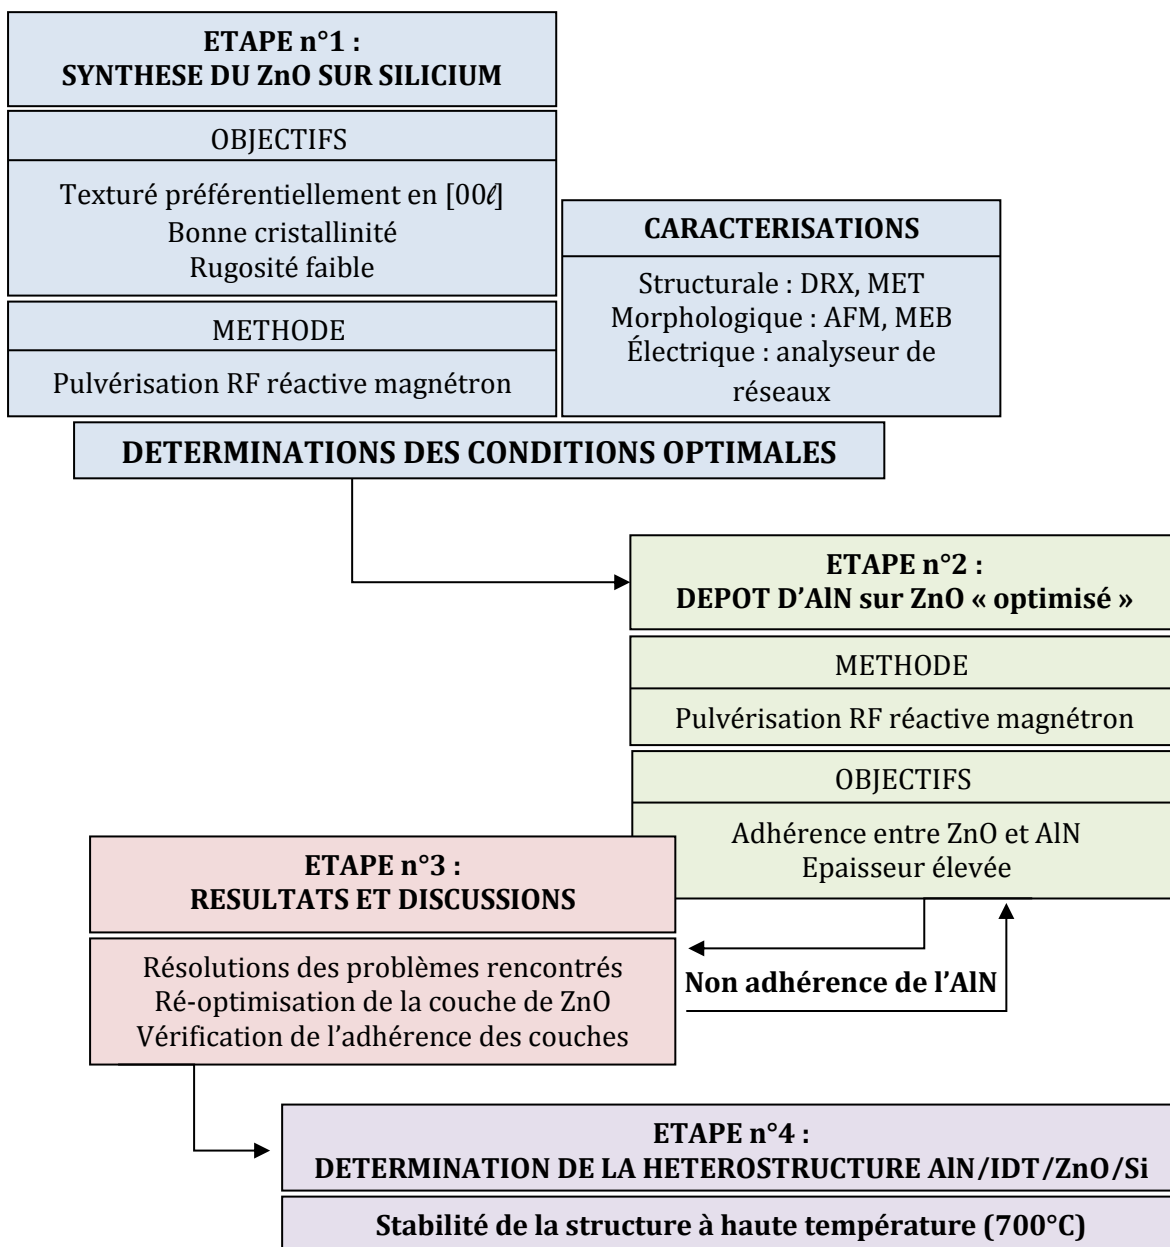 ETAPE n°1 :
SYNTHESE DU ZnO SUR SILICIUM
OBJECTIFS
Texturé préférentiellement en [00ℓ]
Bonne cristallinité
Rugosité faible
METHODE
Pulvérisation RF réactive magnétron
CARACTERISATIONS
Structurale : DRX, MET
Morphologique : AFM, MEB
Électrique : analyseur de
réseaux
DETERMINATIONS DES CONDITIONS OPTIMALES
ETAPE n°2 :
DEPOT D’AlN sur ZnO « optimisé »
METHODE
Pulvérisation RF réactive magnétron
OBJECTIFS
Adhérence entre ZnO et AlN
Epaisseur élevée
ETAPE n°3 :
RESULTATS ET DISCUSSIONS
Résolutions des problèmes rencontrés
Ré-optimisation de la couche de ZnO
Vérification de l’adhérence des couches
Non adhérence de l’AlN
ETAPE n°4 :
DETERMINATION DE LA HETEROSTRUCTURE AlN/IDT/ZnO/Si
Stabilité de la structure à haute température (700°C)